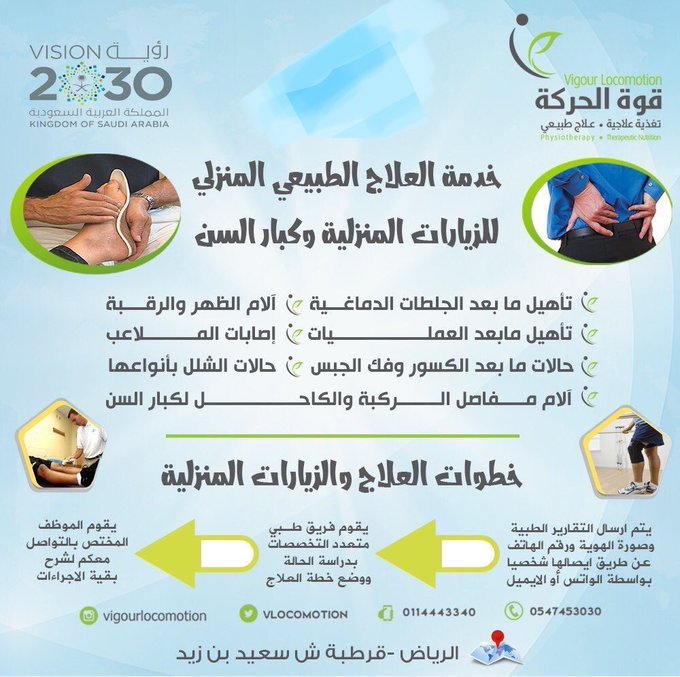 رؤيـة VISION
2030
المملكة العربية السعودية
KINGDOM OF SAUDI ARABIA
Vigour Locomotion
قوة الحركة
تغذية علاجية • علاج طبيعي
Physiotherapy • Therapeutic Nutrition
خدمة العلاج الطبيعي المنزلي
للزيارات المنزلية وكبار السن
تأهيل ما بعد الجلطات الدماغية
آلام الظهر والرقبة
تأهيل مابعد العمليات
إصابات الملاعب
حالات ما بعد الكسور وفك الجبس
حالات الشلل بأنواعها
آلام مفاصل الركبة والكاحل لكبار السن
خطوات العلاج والزيارات المنزلية
يتم ارسال التقارير الطبية
وصورة الهوية ورقم الهاتف
عن طريق ايصالها شخصيا
بواسطة الواتس أو الايميل
يقوم فريق طبي
متعدد التخصصات
بدراسة الحالة
ووضع خطة العلاج
يقوم الموظف
المختص بالتواصل
معكم لشرح
بقية الاجراءات
vigourlocomotion
VLOCOMOTION
0114443340
0547453030
الرياض -قرطبة ش سعيد بن زيد